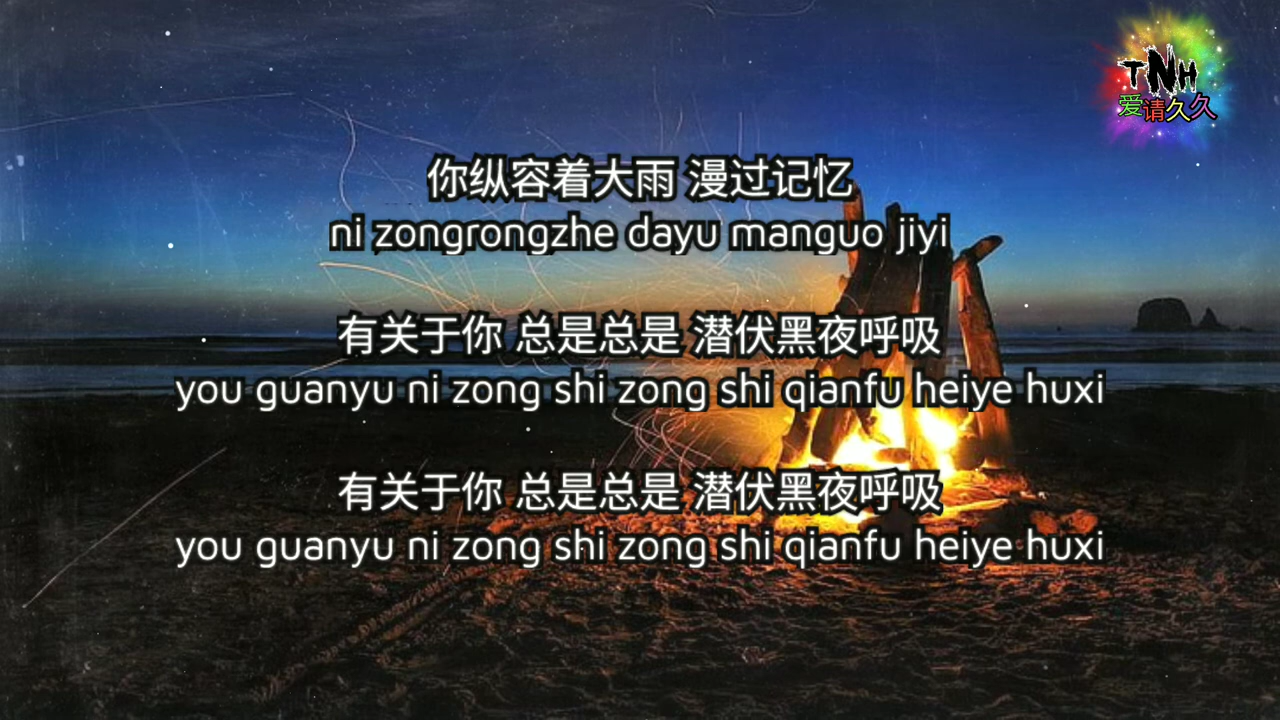 TNH
爱请久久
你纵容着大雨 漫过记忆
ni zongrongzhe dayu manguo jiyi
有关于你 总是总是 潜伏黑夜呼吸
you guanyu ni zong shi zong shi qianfu heiye huxi
有关于你 总是总是 潜伏黑夜呼吸
you guanyu ni zong shi zong shi qianfu heiye huxi